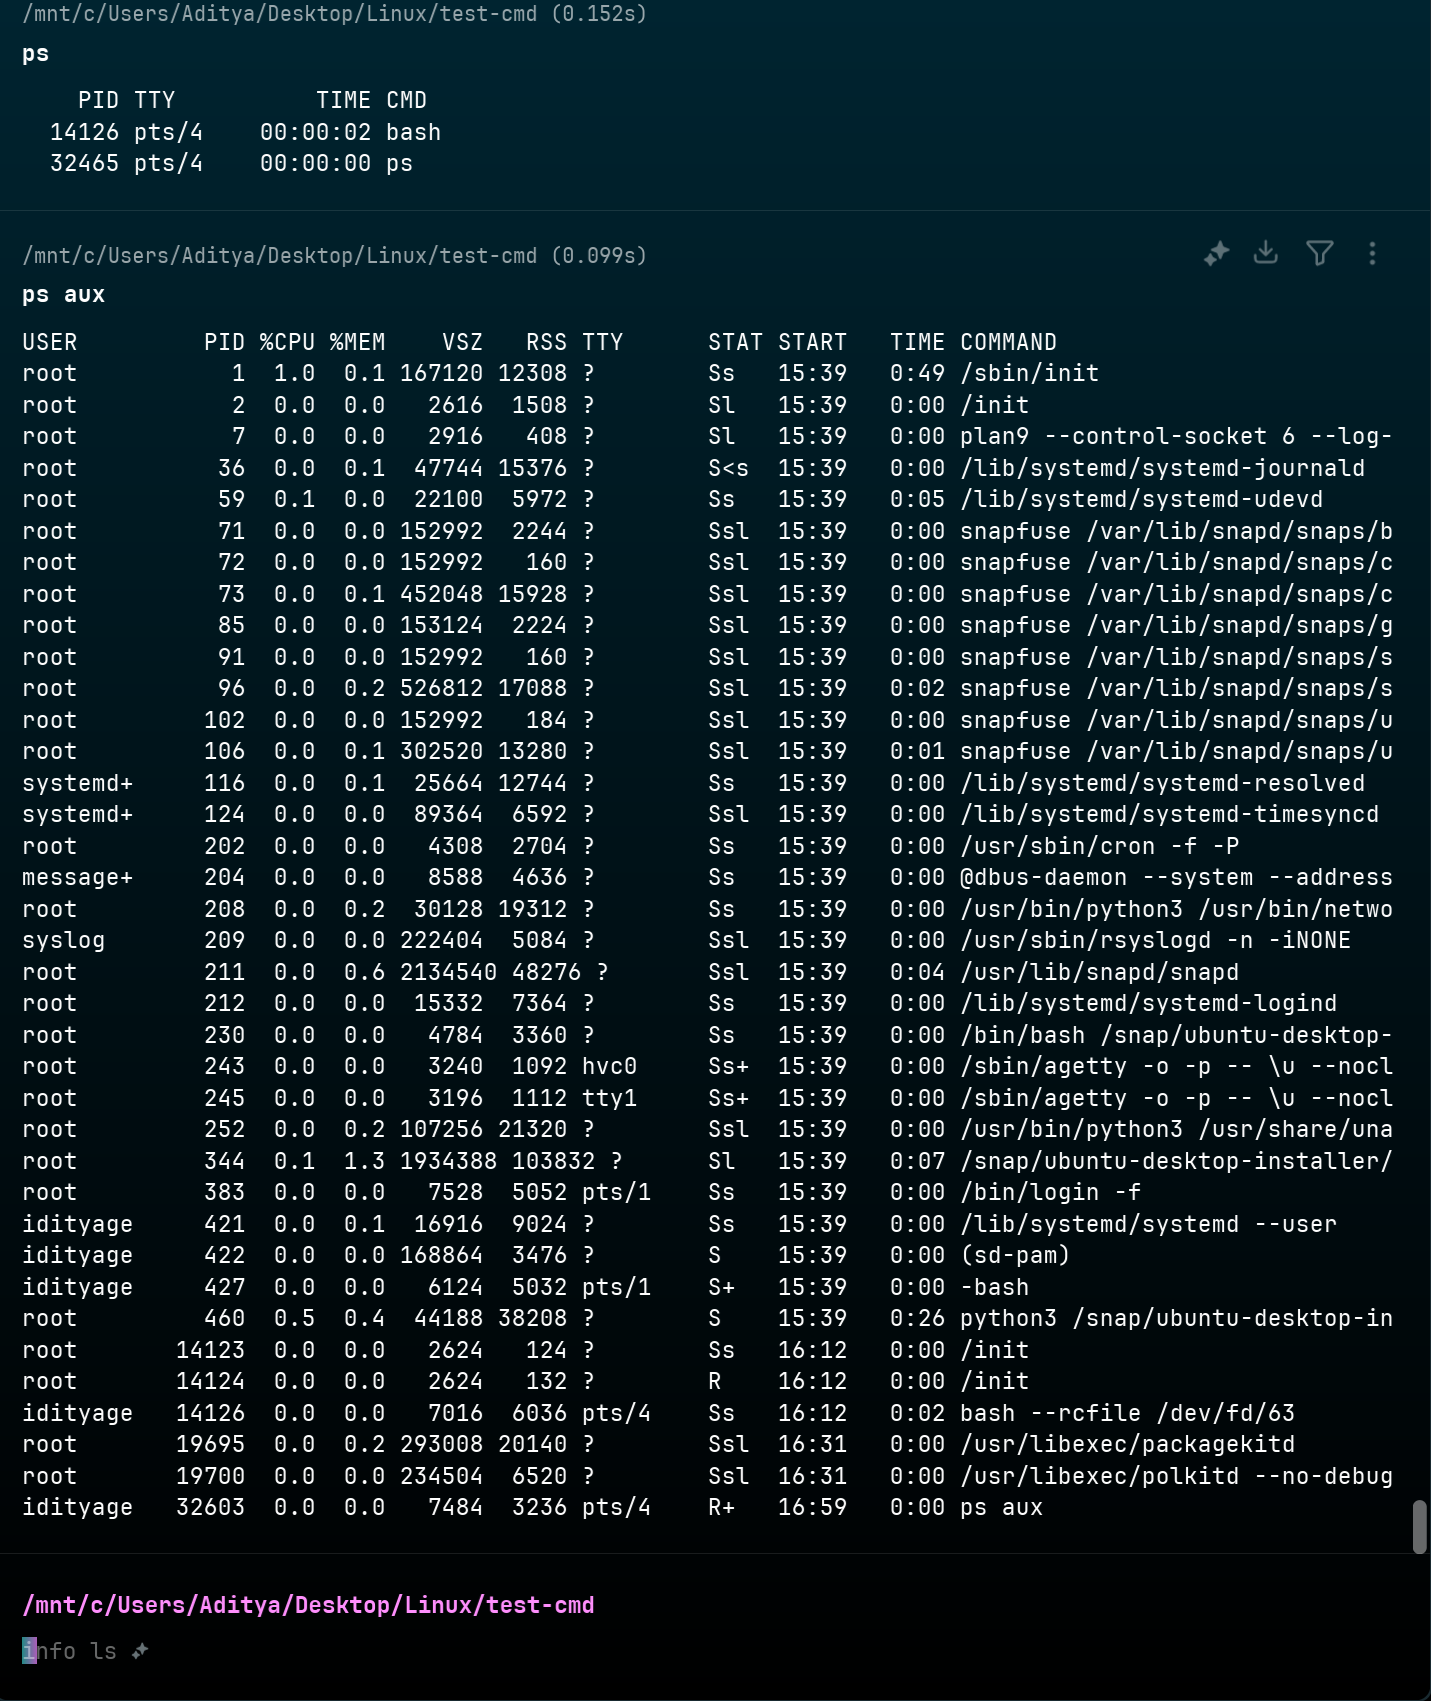 /mnt/c/Users/Aditya/Desktop/Linux/test-cmd (0.152s)
ps
    PID TTY          TIME CMD
  14126 pts/4    00:00:02 bash
  32465 pts/4    00:00:00 ps
/mnt/c/Users/Aditya/Desktop/Linux/test-cmd (0.099s)
ps aux
USER         PID %CPU %MEM    VSZ   RSS TTY      STAT START   TIME COMMAND
root           1  1.0  0.1 167120 12308 ?        Ss   15:39   0:49 /sbin/init
root           2  0.0  0.0   2616  1508 ?        Sl   15:39   0:00 /init
root           7  0.0  0.0   2916   408 ?        Sl   15:39   0:00 plan9 --control-socket 6 --log-
root          36  0.0  0.1  47744 15376 ?        S<s  15:39   0:00 /lib/systemd/systemd-journald
root          59  0.1  0.0  22100  5972 ?        Ss   15:39   0:05 /lib/systemd/systemd-udevd
root          71  0.0  0.0 152992  2244 ?        Ssl  15:39   0:00 snapfuse /var/lib/snapd/snaps/b
root          72  0.0  0.0 152992   160 ?        Ssl  15:39   0:00 snapfuse /var/lib/snapd/snaps/c
root          73  0.0  0.1 452048 15928 ?        Ssl  15:39   0:00 snapfuse /var/lib/snapd/snaps/c
root          85  0.0  0.0 153124  2224 ?        Ssl  15:39   0:00 snapfuse /var/lib/snapd/snaps/g
root          91  0.0  0.0 152992   160 ?        Ssl  15:39   0:00 snapfuse /var/lib/snapd/snaps/s
root          96  0.0  0.2 526812 17088 ?        Ssl  15:39   0:02 snapfuse /var/lib/snapd/snaps/s
root         102  0.0  0.0 152992   184 ?        Ssl  15:39   0:00 snapfuse /var/lib/snapd/snaps/u
root         106  0.0  0.1 302520 13280 ?        Ssl  15:39   0:01 snapfuse /var/lib/snapd/snaps/u
systemd+     116  0.0  0.1  25664 12744 ?        Ss   15:39   0:00 /lib/systemd/systemd-resolved
systemd+     124  0.0  0.0  89364  6592 ?        Ssl  15:39   0:00 /lib/systemd/systemd-timesyncd
root         202  0.0  0.0   4308  2704 ?        Ss   15:39   0:00 /usr/sbin/cron -f -P
message+     204  0.0  0.0   8588  4636 ?        Ss   15:39   0:00 @dbus-daemon --system --address
root         208  0.0  0.2  30128 19312 ?        Ss   15:39   0:00 /usr/bin/python3 /usr/bin/netwo
syslog       209  0.0  0.0 222404  5084 ?        Ssl  15:39   0:00 /usr/sbin/rsyslogd -n -iNONE
root         211  0.0  0.6 2134540 48276 ?       Ssl  15:39   0:04 /usr/lib/snapd/snapd
root         212  0.0  0.0  15332  7364 ?        Ss   15:39   0:00 /lib/systemd/systemd-logind
root         230  0.0  0.0   4784  3360 ?        Ss   15:39   0:00 /bin/bash /snap/ubuntu-desktop-
root         243  0.0  0.0   3240  1092 hvc0     Ss+  15:39   0:00 /sbin/agetty -o -p -- \u --nocl
root         245  0.0  0.0   3196  1112 tty1     Ss+  15:39   0:00 /sbin/agetty -o -p -- \u --nocl
root         252  0.0  0.2 107256 21320 ?        Ssl  15:39   0:00 /usr/bin/python3 /usr/share/una
root         344  0.1  1.3 1934388 103832 ?      Sl   15:39   0:07 /snap/ubuntu-desktop-installer/
root         383  0.0  0.0   7528  5052 pts/1    Ss   15:39   0:00 /bin/login -f
idityage     421  0.0  0.1  16916  9024 ?        Ss   15:39   0:00 /lib/systemd/systemd --user
idityage     422  0.0  0.0 168864  3476 ?        S    15:39   0:00 (sd-pam)
idityage     427  0.0  0.0   6124  5032 pts/1    S+   15:39   0:00 -bash
root         460  0.5  0.4  44188 38208 ?        S    15:39   0:26 python3 /snap/ubuntu-desktop-in
root       14123  0.0  0.0   2624   124 ?        Ss   16:12   0:00 /init
root       14124  0.0  0.0   2624   132 ?        R    16:12   0:00 /init
idityage   14126  0.0  0.0   7016  6036 pts/4    Ss   16:12   0:02 bash --rcfile /dev/fd/63
root       19695  0.0  0.2 293008 20140 ?        Ssl  16:31   0:00 /usr/libexec/packagekitd
root       19700  0.0  0.0 234504  6520 ?        Ssl  16:31   0:00 /usr/libexec/polkitd --no-debug
idityage   32603  0.0  0.0   7484  3236 pts/4    R+   16:59   0:00 ps aux
/mnt/c/Users/Aditya/Desktop/Linux/test-cmd
info ls